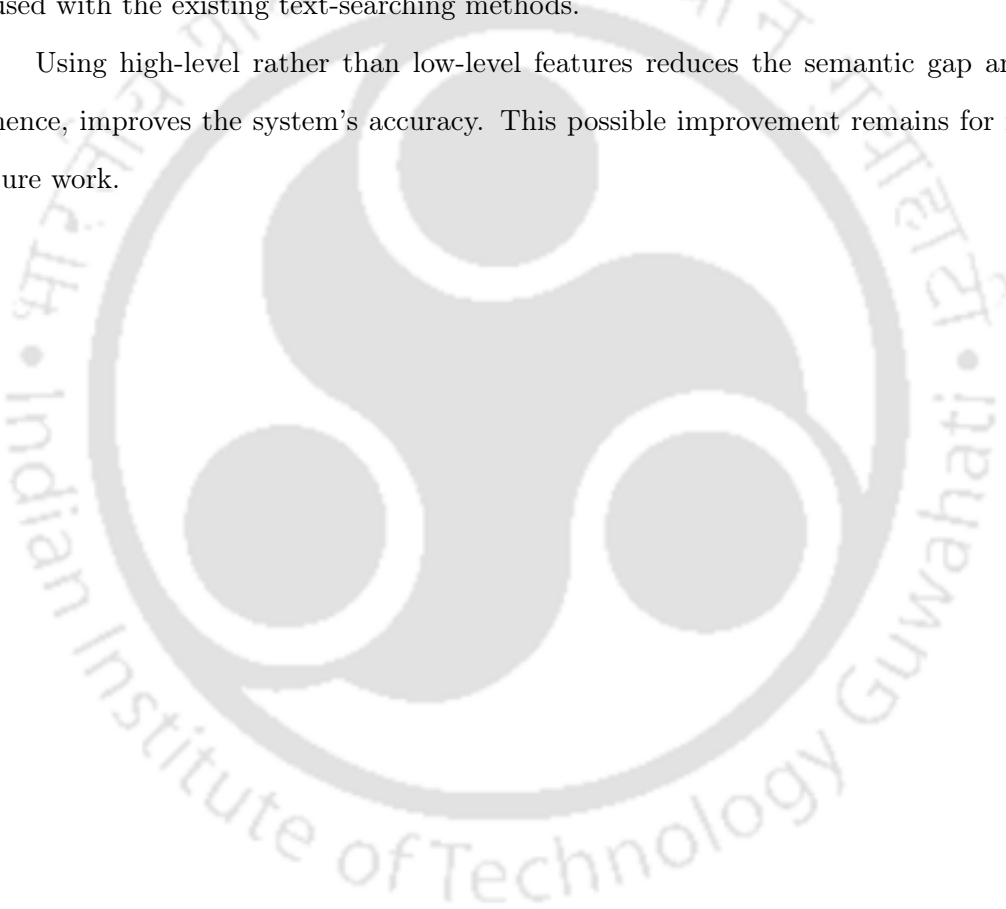 used with the existing text-searching methods.
Using high-level rather than low-level features reduces the semantic gap
hence, improves the system's accuracy. This possible improvement remains for
ure work.
• Indian Institute of Technology Guwahati •